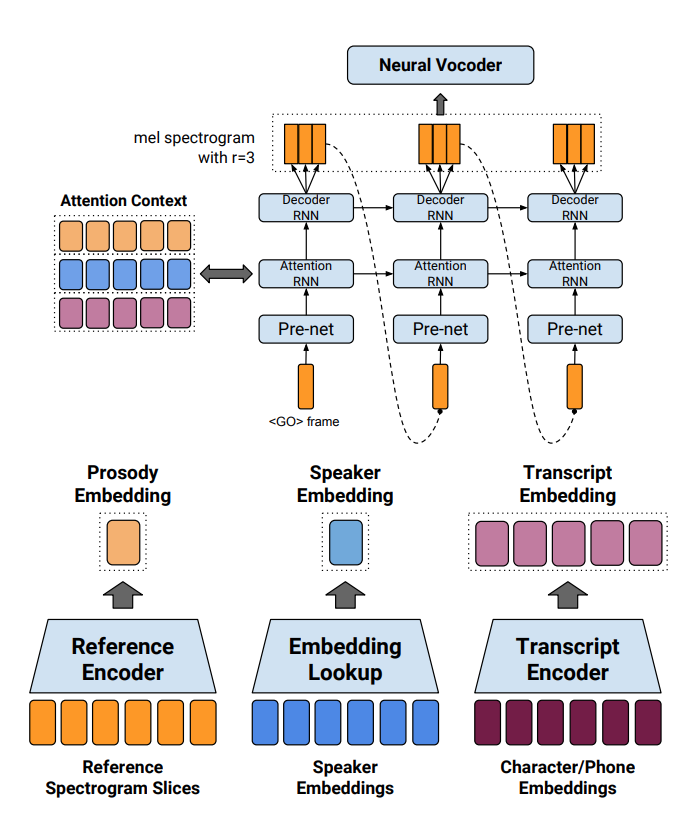 Neural Vocoder
mel spectrogram
with r=3
Attention Context
Decoder
RNN
Decoder
RNN
Decoder
RNN
Attention
RNN
Attention
RNN
Attention
RNN
Pre-net
Pre-net
Pre-net
<GO> frame
Prosody
Embedding
Speaker
Embedding
Transcript
Embedding
Reference
Encoder
Embedding
Lookup
Transcript
Encoder
Reference
Spectrogram Slices
Speaker
Embeddings
Character/Phone
Embeddings